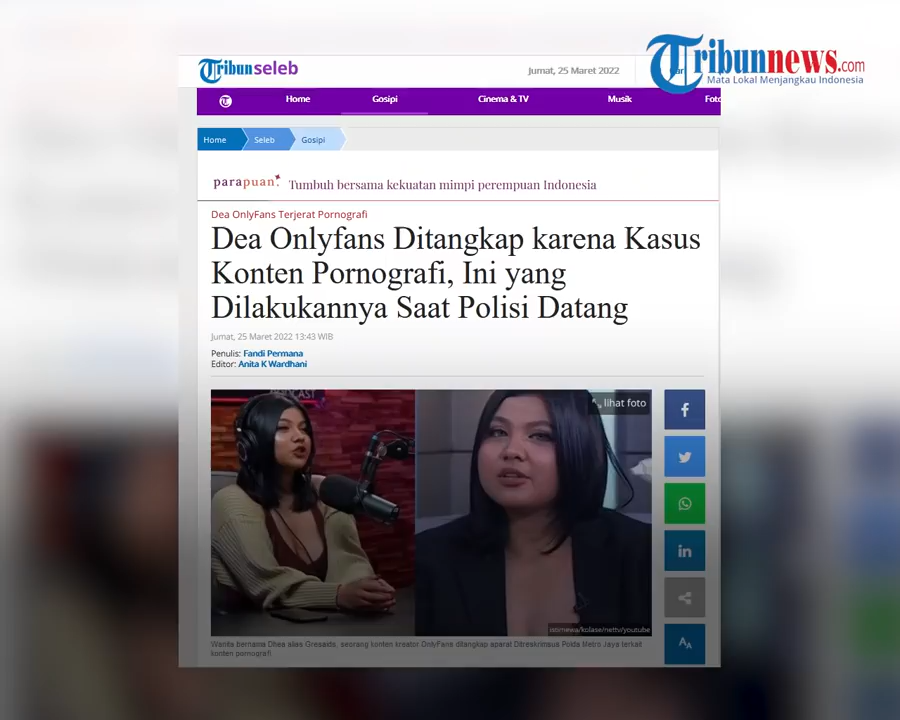 Tribunnews.com
Mata Lokal Menjangkau Indonesia
Tribunseleb
Jumat, 25 Maret 2022
Home Gosipi Cinema & TV Musik Foto
Home Seleb Gosipi
parapuan. Tumbuh bersama kekuatan mimpi perempuan Indonesia
Dea OnlyFans Terjerat Pornografi
Dea Onlyfans Ditangkap karena Kasus
Konten Pornografi, Ini yang
Dilakukannya Saat Polisi Datang
Jumat, 25 Maret 2022 13:43 WIB
Penulis: Fandi Permana
Editor: Anita K Wardhani
PODCAST
lihat foto
istimewa/kolase/nettv/youtube
Wanita bernama Dhea alias Gresaids, seorang konten kreator OnlyFans ditangkap aparat Ditreskrimsus Polda Metro Jaya terkait
konten pornografi